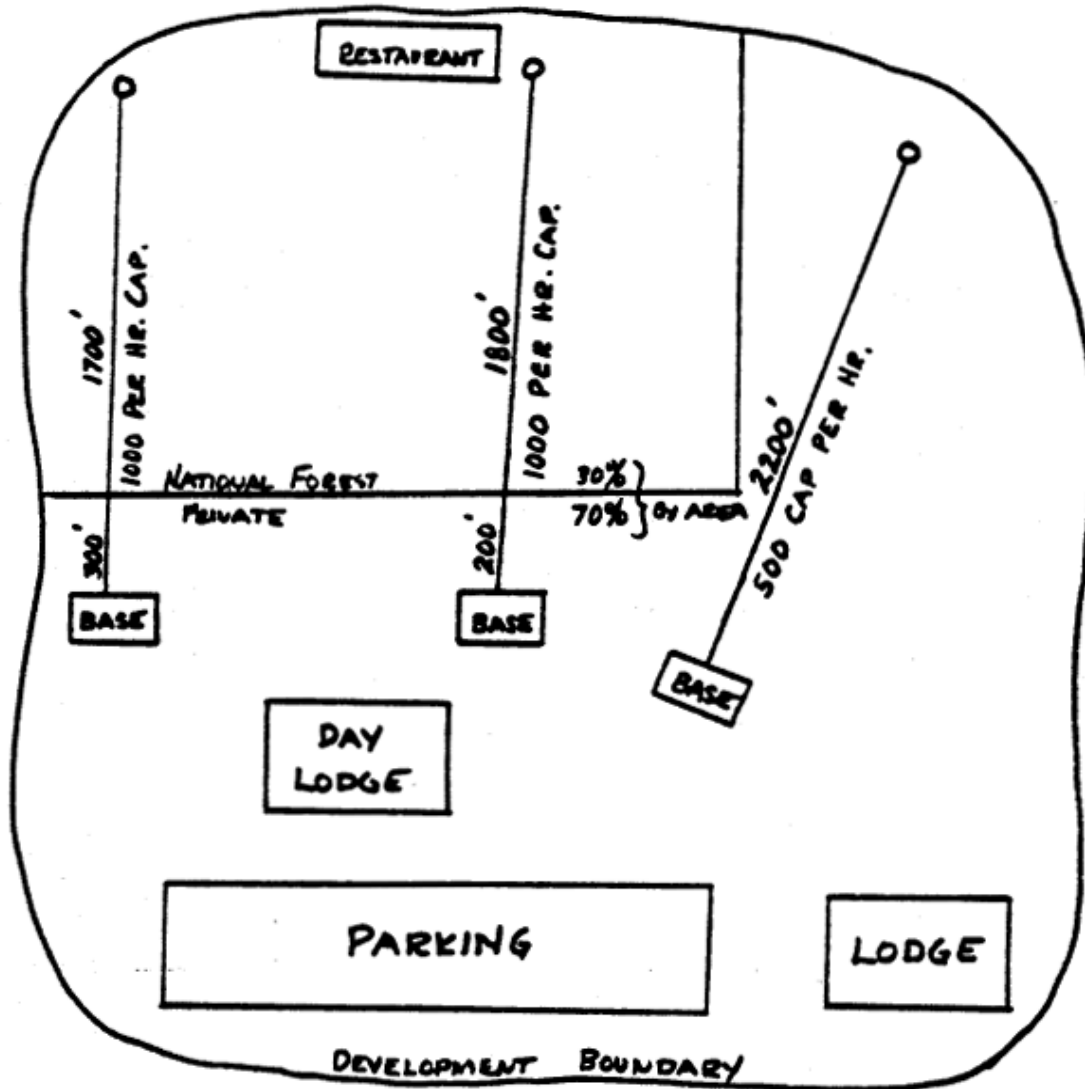 RESTAURANT
1700'
1000 PER HR. CAP.
1800'
1000 PER HR. CAP.
2200'
500 CAP PER HR.
NATIONAL FOREST
30%
PRIVATE
70%
BY AREA
300'
200'
BASE
BASE
BASE
DAY
LODGE
PARKING
LODGE
DEVELOPMENT BOUNDARY